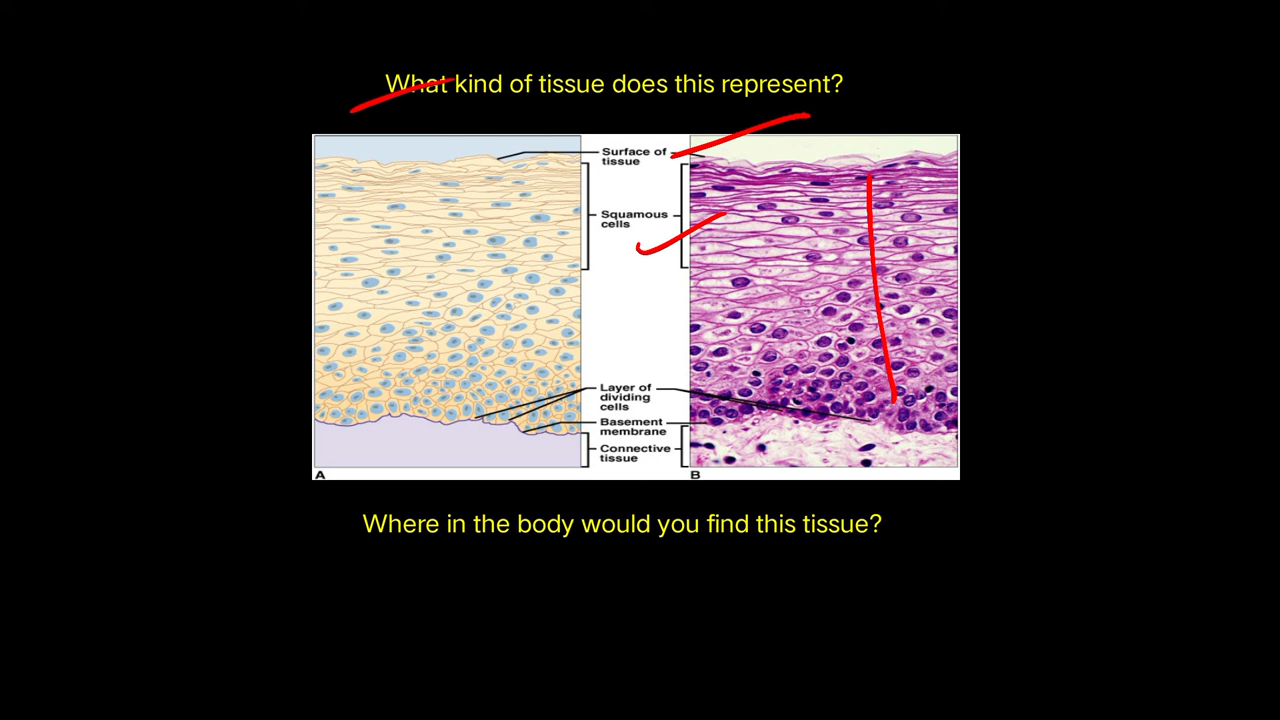 What kind of tissue does this represent?
Surface of
tissue
Squamous
cells
Layer of
dividing
cells
Basement
membrane
Connective
tissue
A
B
Where in the body would you find this tissue?